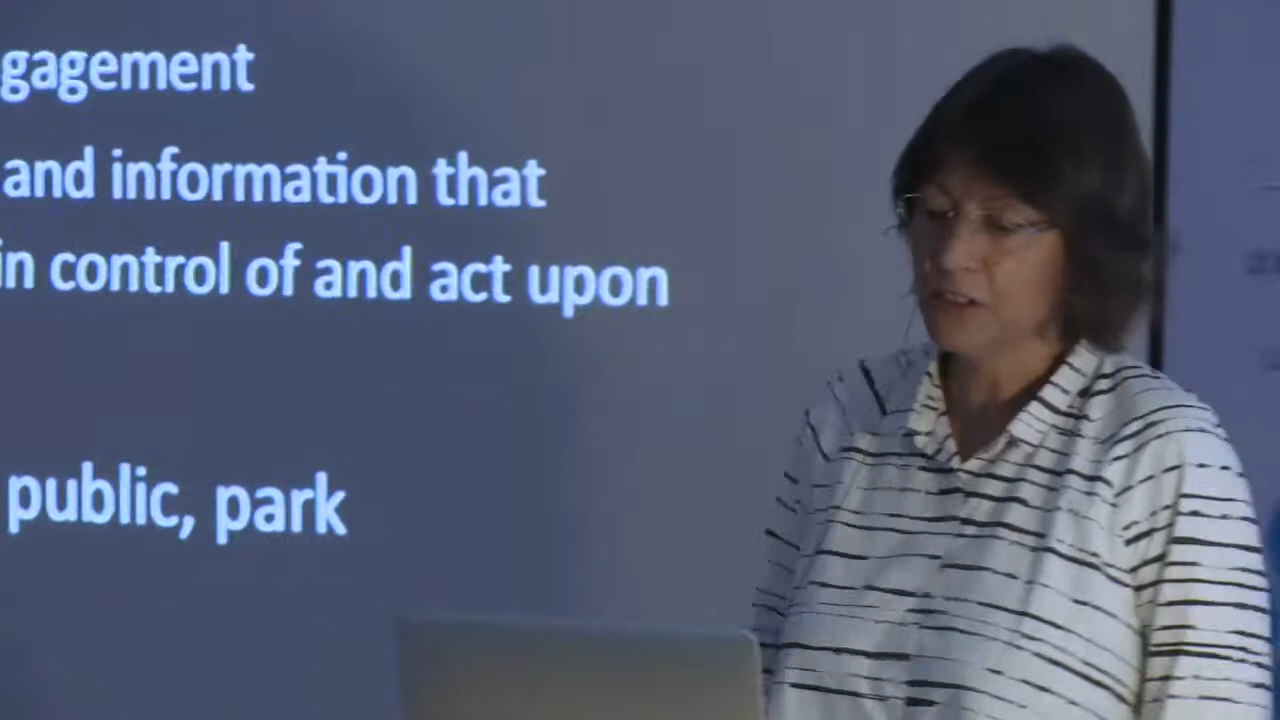 gagement
and information that
in control of and act upon
public, park